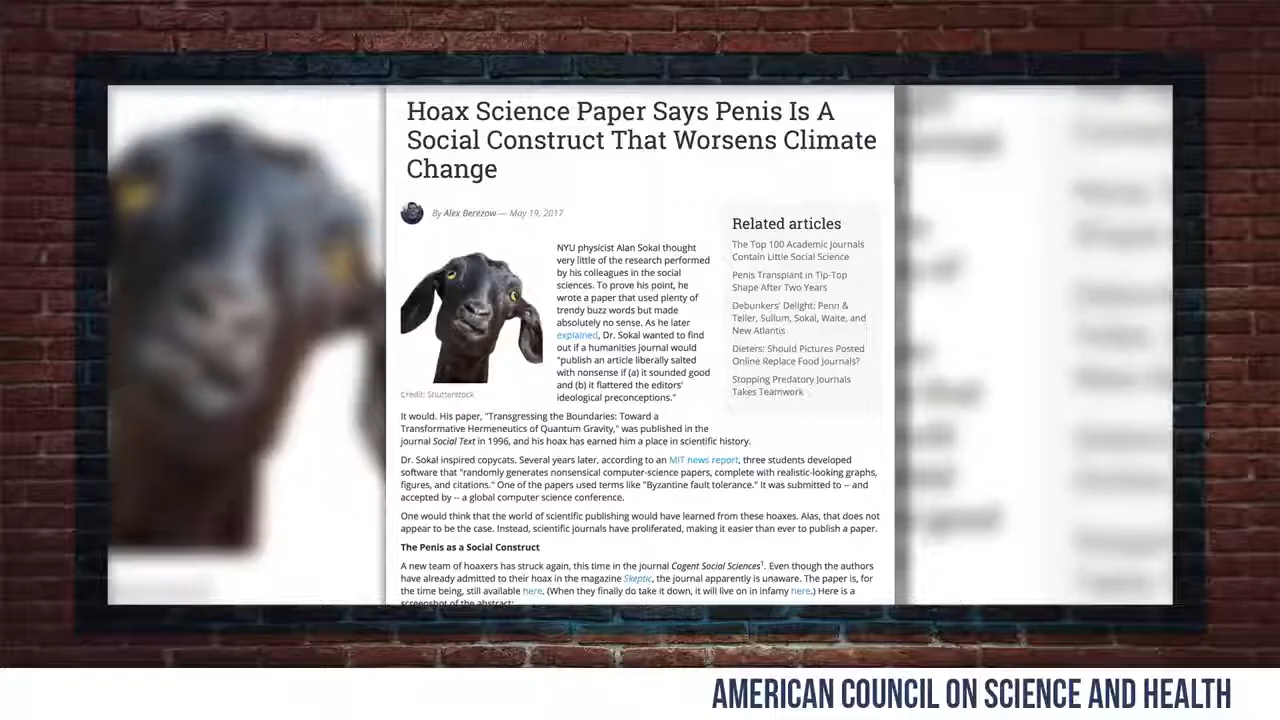 Hoax Science Paper Says Penis Is A
Social Construct That Worsens Climate
Change
By Alex Berezow — May 19, 2017
NYU physicist Alan Sokal thought
very little of the research performed
by his colleagues in the social
sciences. To prove his point, he
wrote a paper that used plenty of
trendy buzz words but made
absolutely no sense. As he later
explained, Dr. Sokal wanted to find
out if a humanities journal would
"publish an article liberally salted
with nonsense if (a) it sounded good
and (b) it flattered the editors'
ideological preconceptions."
Credit: Shutterstock
Related articles
The Top 100 Academic Journals
Contain Little Social Science
Penis Transplant in Tip-Top
Shape After Two Years
Debunkers' Delight: Penn &
Teller, Sullum, Sokal, Waite, and
New Atlantis
Dieters: Should Pictures Posted
Online Replace Food Journals?
Stopping Predatory Journals
Takes Teamwork
It would. His paper, "Transgressing the Boundaries: Toward a
Transformative Hermeneutics of Quantum Gravity," was published in the
journal Social Text in 1996, and his hoax has earned him a place in scientific history.
Dr. Sokal inspired copycats. Several years later, according to an MIT news report, three students developed
software that "randomly generates nonsensical computer-science papers, complete with realistic-looking graphs,
figures, and citations." One of the papers used terms like "Byzantine fault tolerance." It was submitted to -- and
accepted by -- a global computer science conference.
One would think that the world of scientific publishing would have learned from these hoaxes. Alas, that does not
appear to be the case. Instead, scientific journals have proliferated, making it easier than ever to publish a paper.
The Penis as a Social Construct
A new team of hoaxers has struck again, this time in the journal Cogent Social Sciences¹. Even though the authors
have already admitted to their hoax in the magazine Skeptic, the journal apparently is unaware. The paper is, for
the time being, still available here. (When they finally do take it down, it will live on in infamy here.) Here is a
screenshot of the abstract:
AMERICAN COUNCIL ON SCIENCE AND HEALTH